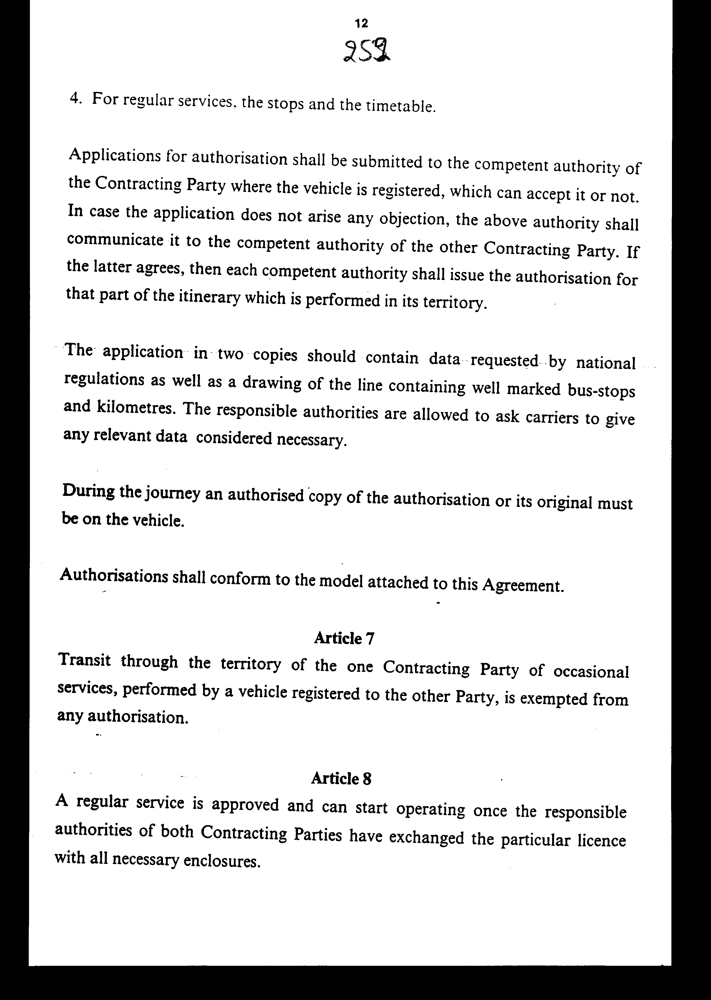 12
259
4. For regular services, the stops and the timetable.
Applications for authorisation shall be submitted to the competent authority of
the Contracting Party where the vehicle is registered, which can accept it or not.
In case the application does not arise any objection, the above authority shall
communicate it to the competent authority of the other Contracting Party. If
the latter agrees, then each competent authority shall issue the authorisation for
that part of the itinerary which is performed in its territory.
The application in two copies should contain data requested by national
regulations as well as a drawing of the line containing well marked bus-stops
and kilometres. The responsible authorities are allowed to ask carriers to give
any relevant data considered necessary.
During the journey an authorised copy of the authorisation or its original must
be on the vehicle.
Authorisations shall conform to the model attached to this Agreement.
Article 7
Transit through the territory of the one Contracting Party of occasional
services, performed by a vehicle registered to the other Party, is exempted from
any authorisation.
Article 8
A regular service is approved and can start operating once the responsible
authorities of both Contracting Parties have exchanged the particular licence
with all necessary enclosures.